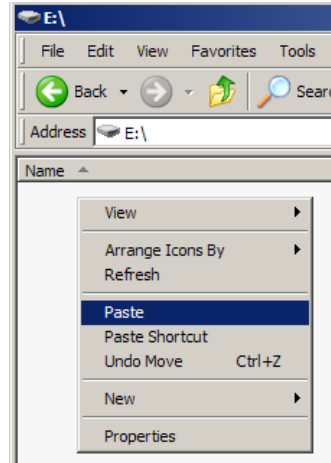 E:\
File Edit View Favorites Tools
Back Sear
Address E:\
Name
View
Arrange Icons By
Refresh
Paste
Paste Shortcut
Undo Move Ctrl+Z
New
Properties